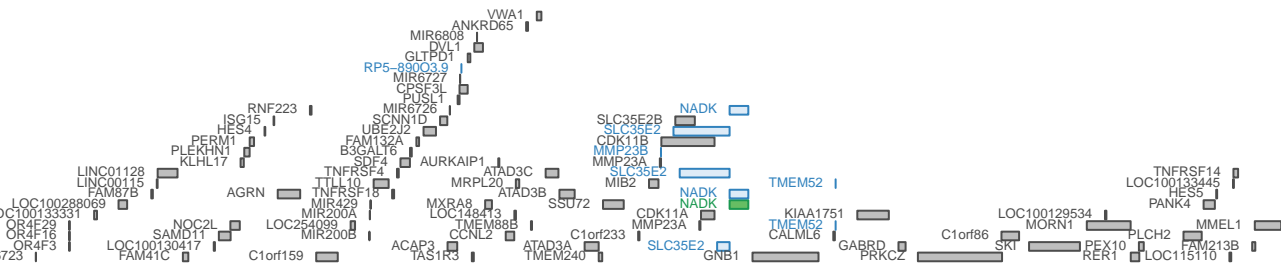 VWA1
ANKRD65
MIR6808
DVL1
GLTPD1
RP5–890O3.9
MIR6727
CPSF3L
PUSL1
RNF223 MIR6726 NADK
ISG15 SCNN1D SLC35E2B
HES4 UBE2J2 SLC35E2
PERM1 FAM132A CDK11B
PLEKHN1 B3GALT6 MMP23B
KLHL17 SDF4 AURKAIP1 MMP23A
LINC01128 TNFRSF4 ATAD3C SLC35E2 TNFRSF14
LINC00115 TTLL10 MRPL20 MIB2 TMEM52 LOC100133445
FAM87B AGRN TNFRSF18 ATAD3B NADK HES5
LOC100288069 MIR429 MXRA8 SSU72 NADK PANK4
OC100133331 MIR200A LOC148413 CDK11A KIAA1751 LOC100129534
OR4F29 NOC2L LOC254099 TMEM88B MMP23A TMEM52 MORN1 MMEL1
OR4F16 SAMD11 MIR200B CCNL2 C1orf233 CALML6 C1orf86 PLCH2
OR4F3 LOC100130417 ACAP3 ATAD3A SLC35E2 GABRD SKI PEX10 FAM213B
6723 FAM41C C1orf159 TAS1R3 TMEM240 GNB1 PRKCZ RER1 LOC115110